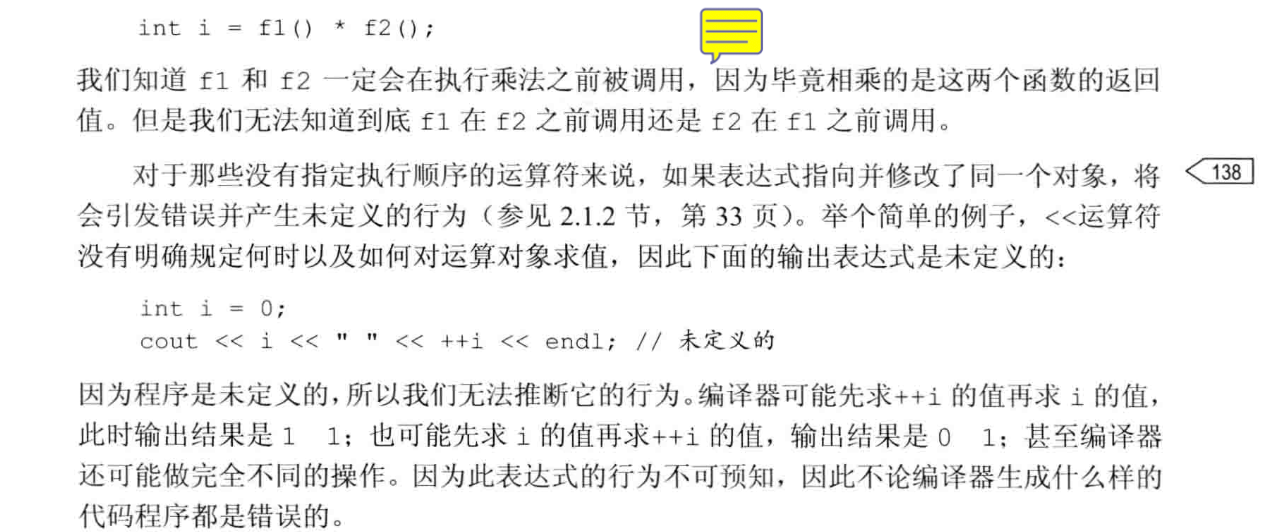 int i = f1() * f2();
我们知道 f1 和 f2 一定会在执行乘法之前被调用，因为毕竟相乘的是这两个函数的返回
值。但是我们无法知道到底 f1 在 f2 之前调用还是 f2 在 f1 之前调用。
对于那些没有指定执行顺序的运算符来说，如果表达式指向并修改了同一个对象，将
138
会引发错误并产生未定义的行为（参见 2.1.2 节，第 33 页）。举个简单的例子，<<运算符
没有明确规定何时以及如何对运算对象求值，因此下面的输出表达式是未定义的：
int i = 0;
cout << i << " " << ++i << endl; // 未定义的
因为程序是未定义的，所以我们无法推断它的行为。编译器可能先求++i 的值再求 i 的值，
此时输出结果是 1 1；也可能先求 i 的值再求++i 的值，输出结果是 0 1；甚至编译器
还可能做完全不同的操作。因为此表达式的行为不可预知，因此不论编译器生成什么样的
代码程序都是错误的。